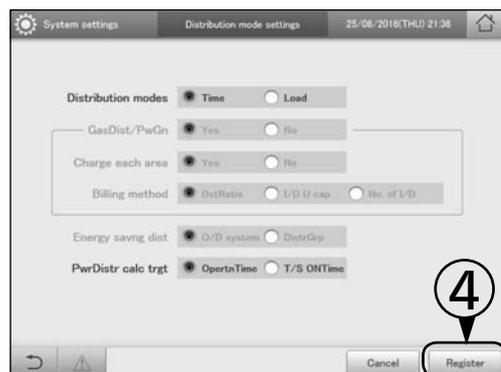 System settings Distribution mode settings 25/08/2016(THU) 21:36
Distribution modes Time Load
GasDist/PwGn Yes No
Charge each area Yes No
Billing method DstRatio I/D U cap No. of I/D
Energy savng dist O/D system DistrGrp
PwrDistr calc trgt OpertnTime T/S ONTime
4
Cancel Register